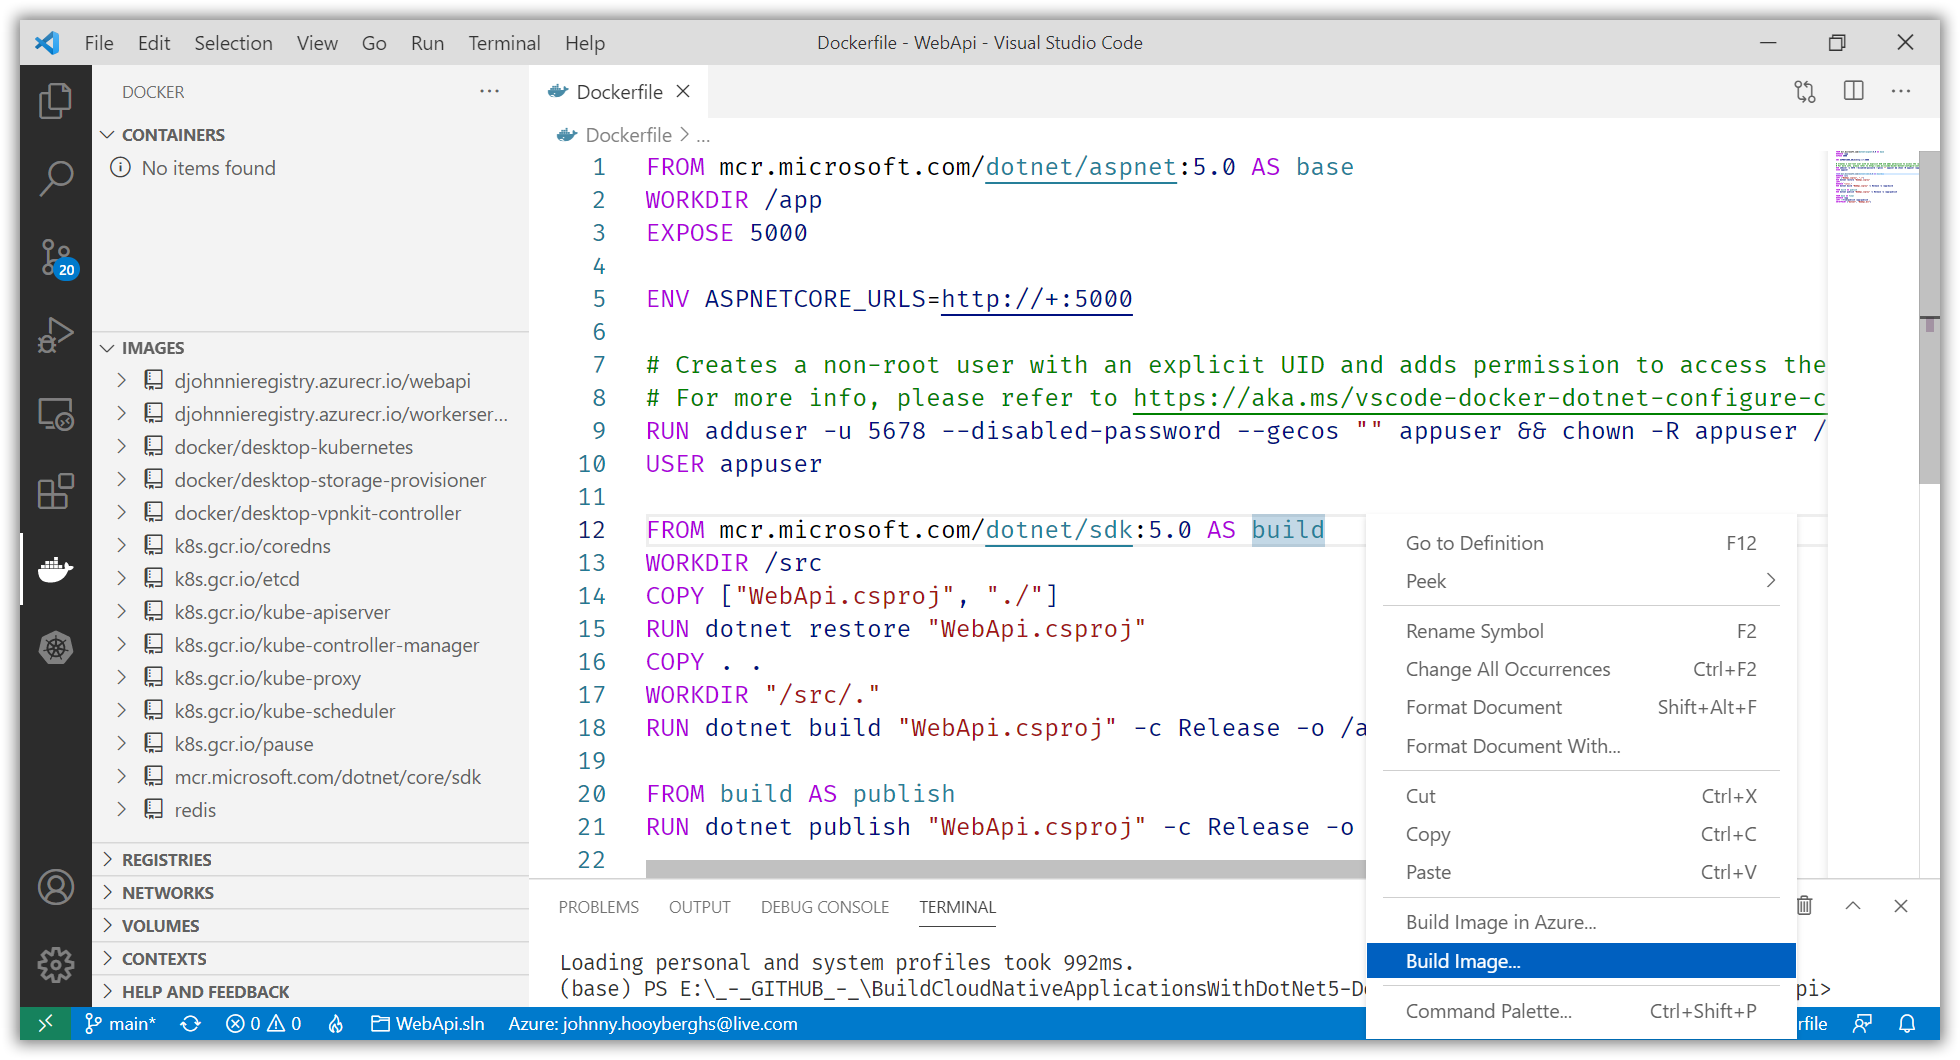 File Edit Selection View Go Run Terminal Help
Dockerfile - WebApi - Visual Studio Code
DOCKER
CONTAINERS
No items found
20
IMAGES
djohnnieregistry.azurecr.io/webapi
djohnnieregistry.azurecr.io/workerser...
docker/desktop-kubernetes
docker/desktop-storage-provisioner
docker/desktop-vpnkit-controller
k8s.gcr.io/coredns
k8s.gcr.io/etcd
k8s.gcr.io/kube-apiserver
k8s.gcr.io/kube-controller-manager
k8s.gcr.io/kube-proxy
k8s.gcr.io/kube-scheduler
k8s.gcr.io/pause
mcr.microsoft.com/dotnet/core/sdk
redis
REGISTRIES
NETWORKS
VOLUMES
CONTEXTS
HELP AND FEEDBACK
Dockerfile
Dockerfile > ...
1 FROM mcr.microsoft.com/dotnet/aspnet:5.0 AS base
2 WORKDIR /app
3 EXPOSE 5000
4
5 ENV ASPNETCORE_URLS=http://+:5000
6
7 # Creates a non-root user with an explicit UID and adds permission to access the
8 # For more info, please refer to https://aka.ms/vscode-docker-dotnet-configure-c
9 RUN adduser -u 5678 --disabled-password --gecos "" appuser && chown -R appuser /
10 USER appuser
11
12 FROM mcr.microsoft.com/dotnet/sdk:5.0 AS build
13 WORKDIR /src
14 COPY ["WebApi.csproj", "./"]
15 RUN dotnet restore "WebApi.csproj"
16 COPY . .
17 WORKDIR "/src/."
18 RUN dotnet build "WebApi.csproj" -c Release -o /a
19
20 FROM build AS publish
21 RUN dotnet publish "WebApi.csproj" -c Release -o
22
Go to Definition F12
Peek
Rename Symbol F2
Change All Occurrences Ctrl+F2
Format Document Shift+Alt+F
Format Document With...
Cut Ctrl+X
Copy Ctrl+C
Paste Ctrl+V
Build Image in Azure...
Build Image...
Command Palette... Ctrl+Shift+P
PROBLEMS OUTPUT DEBUG CONSOLE TERMINAL
Loading personal and system profiles took 992ms.
(base) PS E:\_-_GITHUB_-_\BuildCloudNativeApplicationsWithDotNet5-D pi>
main* 0 0 WebApi.sln Azure: johnny.hooyberghs@live.com rfile